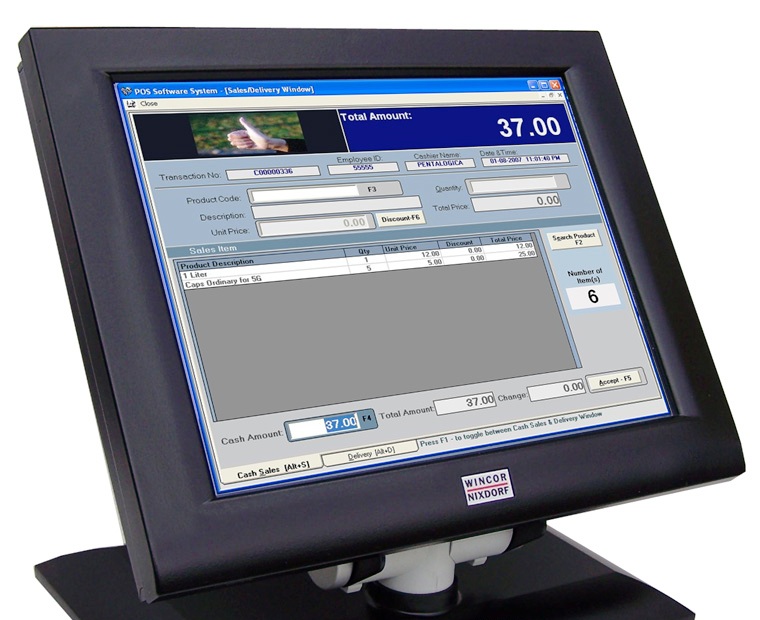 POS Software System - [Sales/Delivery Window]
Close
Total Amount:
37.00
Transaction No: C00000336 Employee ID: 55555 Cashier Name: PENTALOGICA Date &Time: 01-08-2007 11:01:40 PM
Product Code: F3 Quantity:
Description: Total Price: 0.00
Unit Price: 0.00 Discount-F6
Sales Item
Search Product F2
Product Description Qty Unit Price Discount Total Price
1 Liter 1 12.00 0.00 12.00
Caps Ordinary for 5G 5 5.00 0.00 25.00
Number of
Item(s)
6
Cash Amount: 37.00 F4 Total Amount: 37.00 Change: 0.00 Accept - F5
Cash Sales [Alt+S] Delivery [Alt+D] Press F1 - to toggle between Cash Sales & Delivery Window
WINCOR
NIXDORF